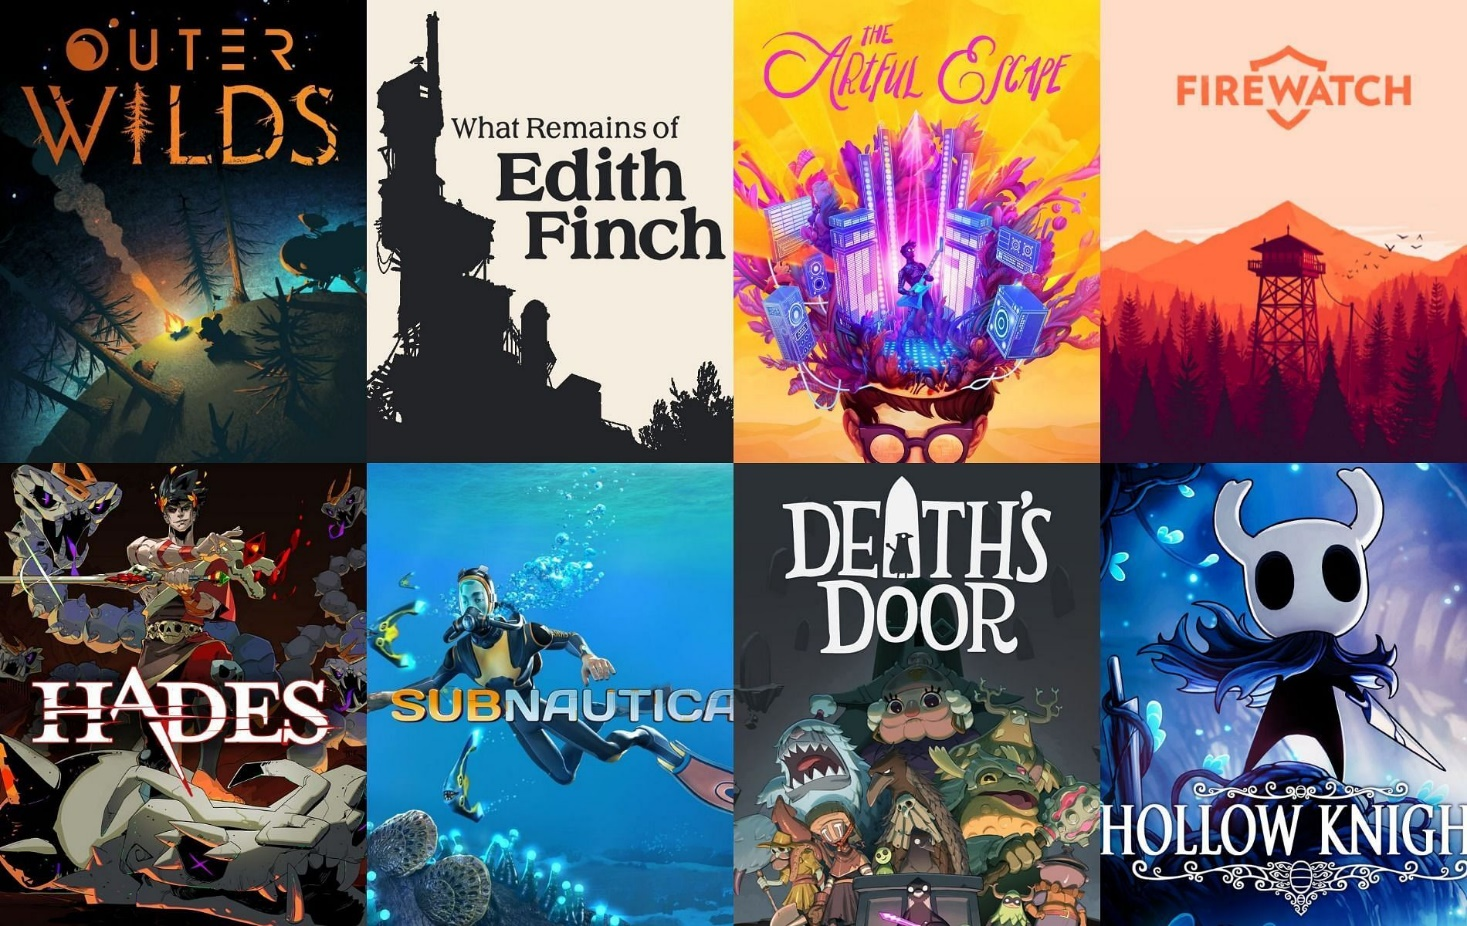 OUTER
WILDS
What Remains of
Edith
Finch
THE
ARTFUL ESCAPE
FIREWATCH
HADES
SUBNAUTICA
DEATH'S
DOOR
HOLLOW KNIGH